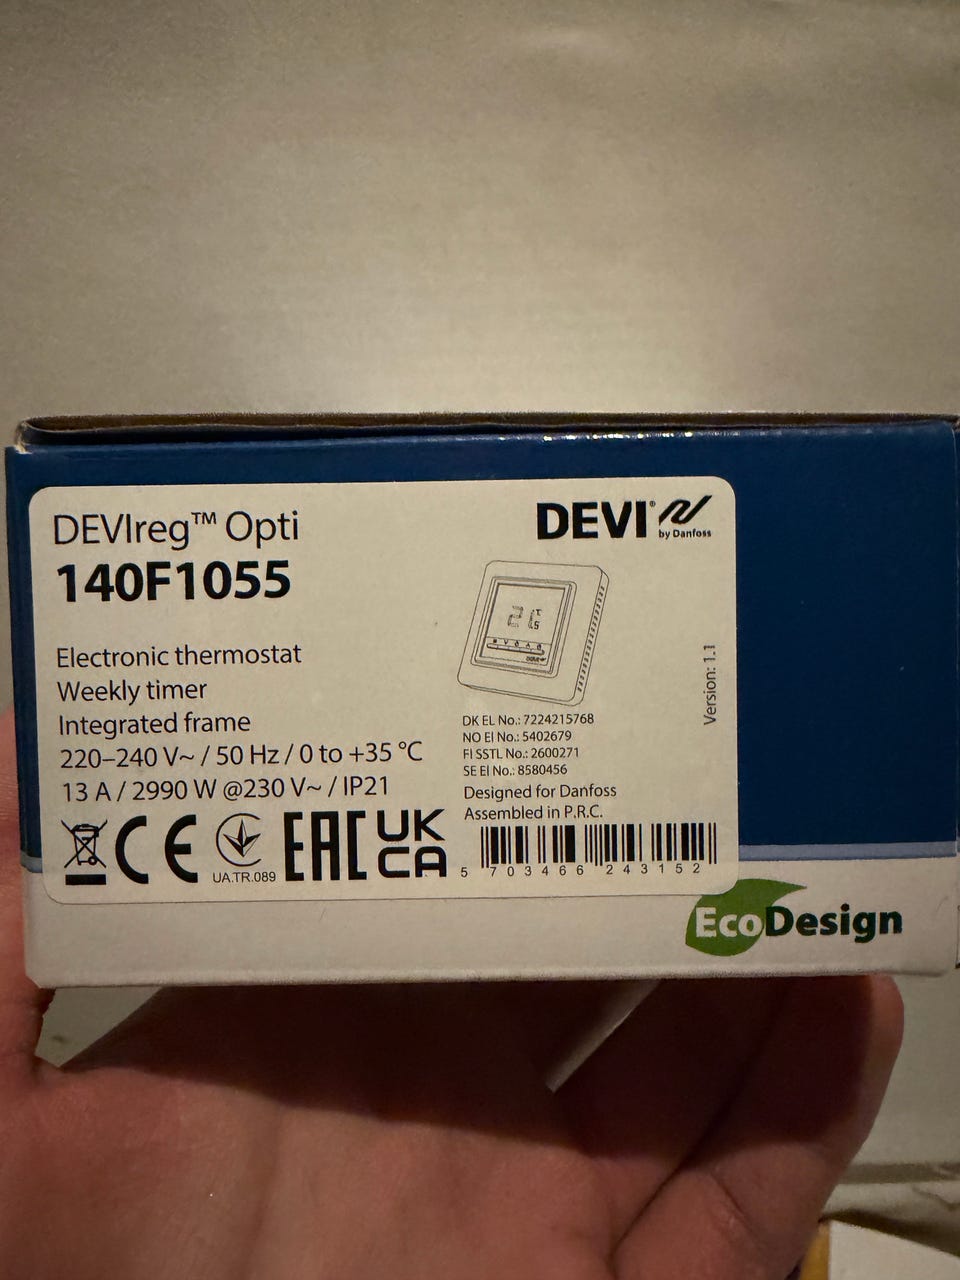 DEVIreg™ Opti
140F1055
DEVI®
by Danfoss
Electronic thermostat
Weekly timer
Integrated frame
220–240 V~ / 50 Hz / 0 to +35 °C
13 A / 2990 W @230 V~ / IP21
21.5 °C
DEVI
Version: 1.1
DK EL No.: 7224215768
NO El No.: 5402679
FI SSTL No.: 2600271
SE El No.: 8580456
Designed for Danfoss
Assembled in P.R.C.
CE
UA.TR.089
EAC
UK
CA
5 703466 243152
EcoDesign